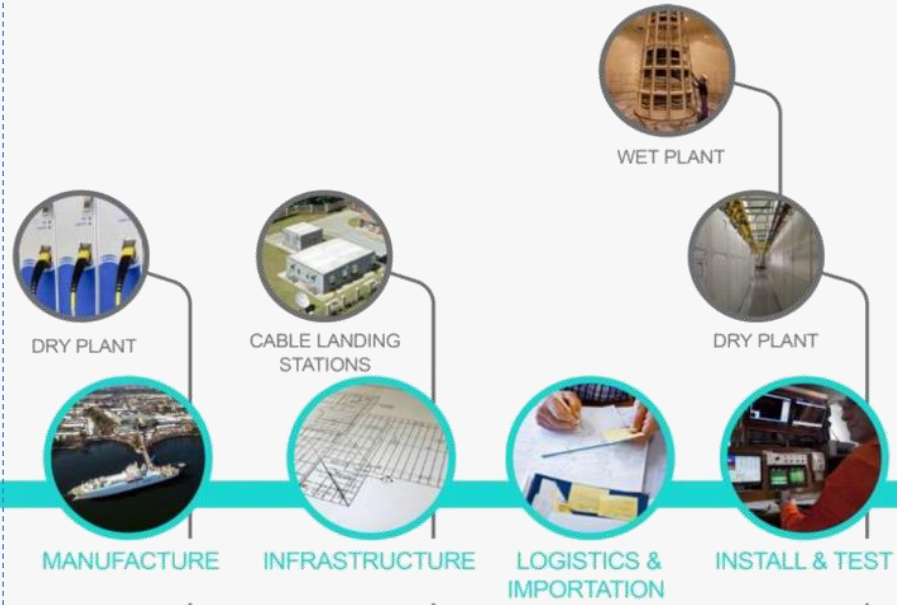 WET PLANT
DRY PLANT
CABLE LANDING
STATIONS
DRY PLANT
MANUFACTURE
INFRASTRUCTURE
LOGISTICS &
IMPORTATION
INSTALL & TEST